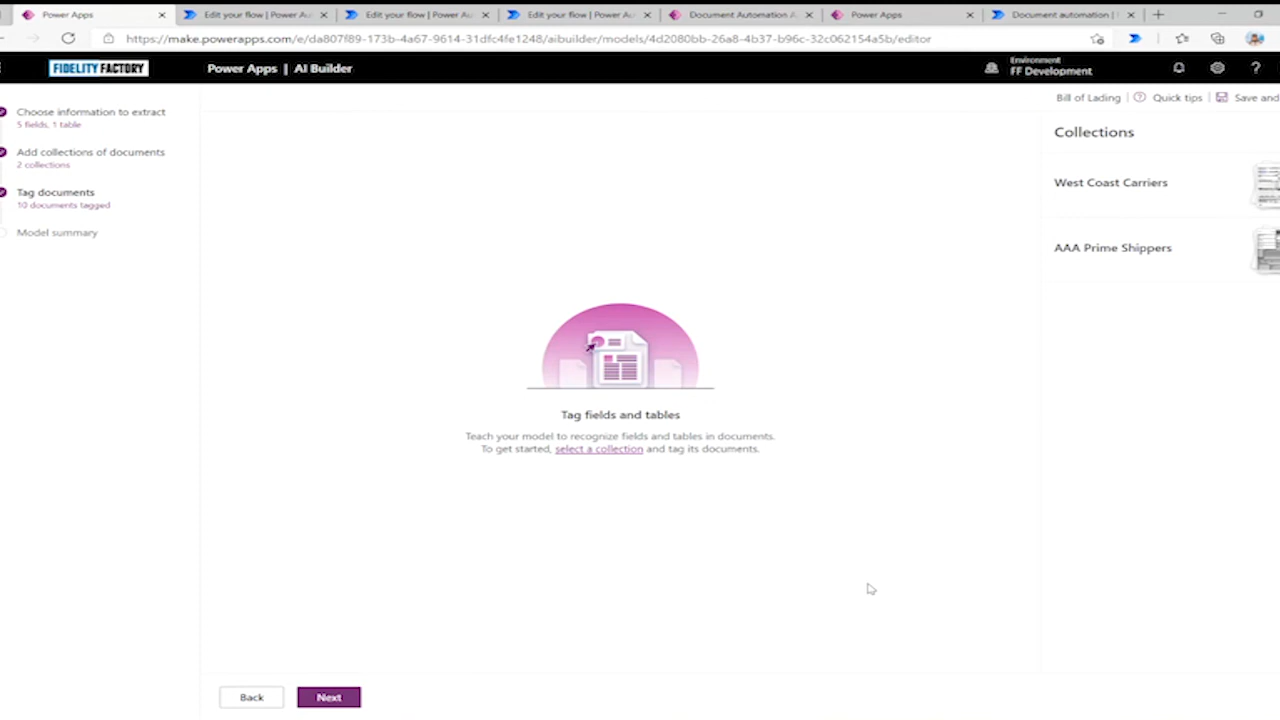 Power Apps
Edit your flow | Power Au
Edit your flow | Power Au
Edit your flow | Power Au
Document Automation A
Power Apps
Document automation |
https://make.powerapps.com/e/da807f89-173b-4a67-9614-31dfc4fe1248/aibuilder/models/4d2080bb-26a8-4b37-b96c-32c062154a5b/editor
FIDELITY FACTORY
Power Apps | AI Builder
Environment
FF Development
Bill of Lading
Quick tips
Save and
Choose information to extract
5 fields, 1 table
Add collections of documents
2 collections
Tag documents
10 documents tagged
Model summary
Collections
West Coast Carriers
AAA Prime Shippers
Tag fields and tables
Teach your model to recognize fields and tables in documents.
To get started, select a collection and tag its documents.
Back
Next